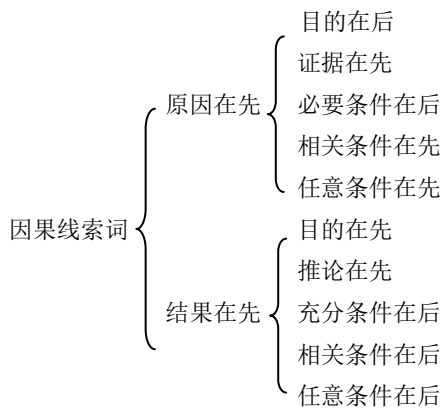 目的在后
证据在先
原因在先
必要条件在后
相关条件在先
任意条件在先
因果线索词
目的在先
推论在先
结果在先
充分条件在后
相关条件在后
任意条件在后